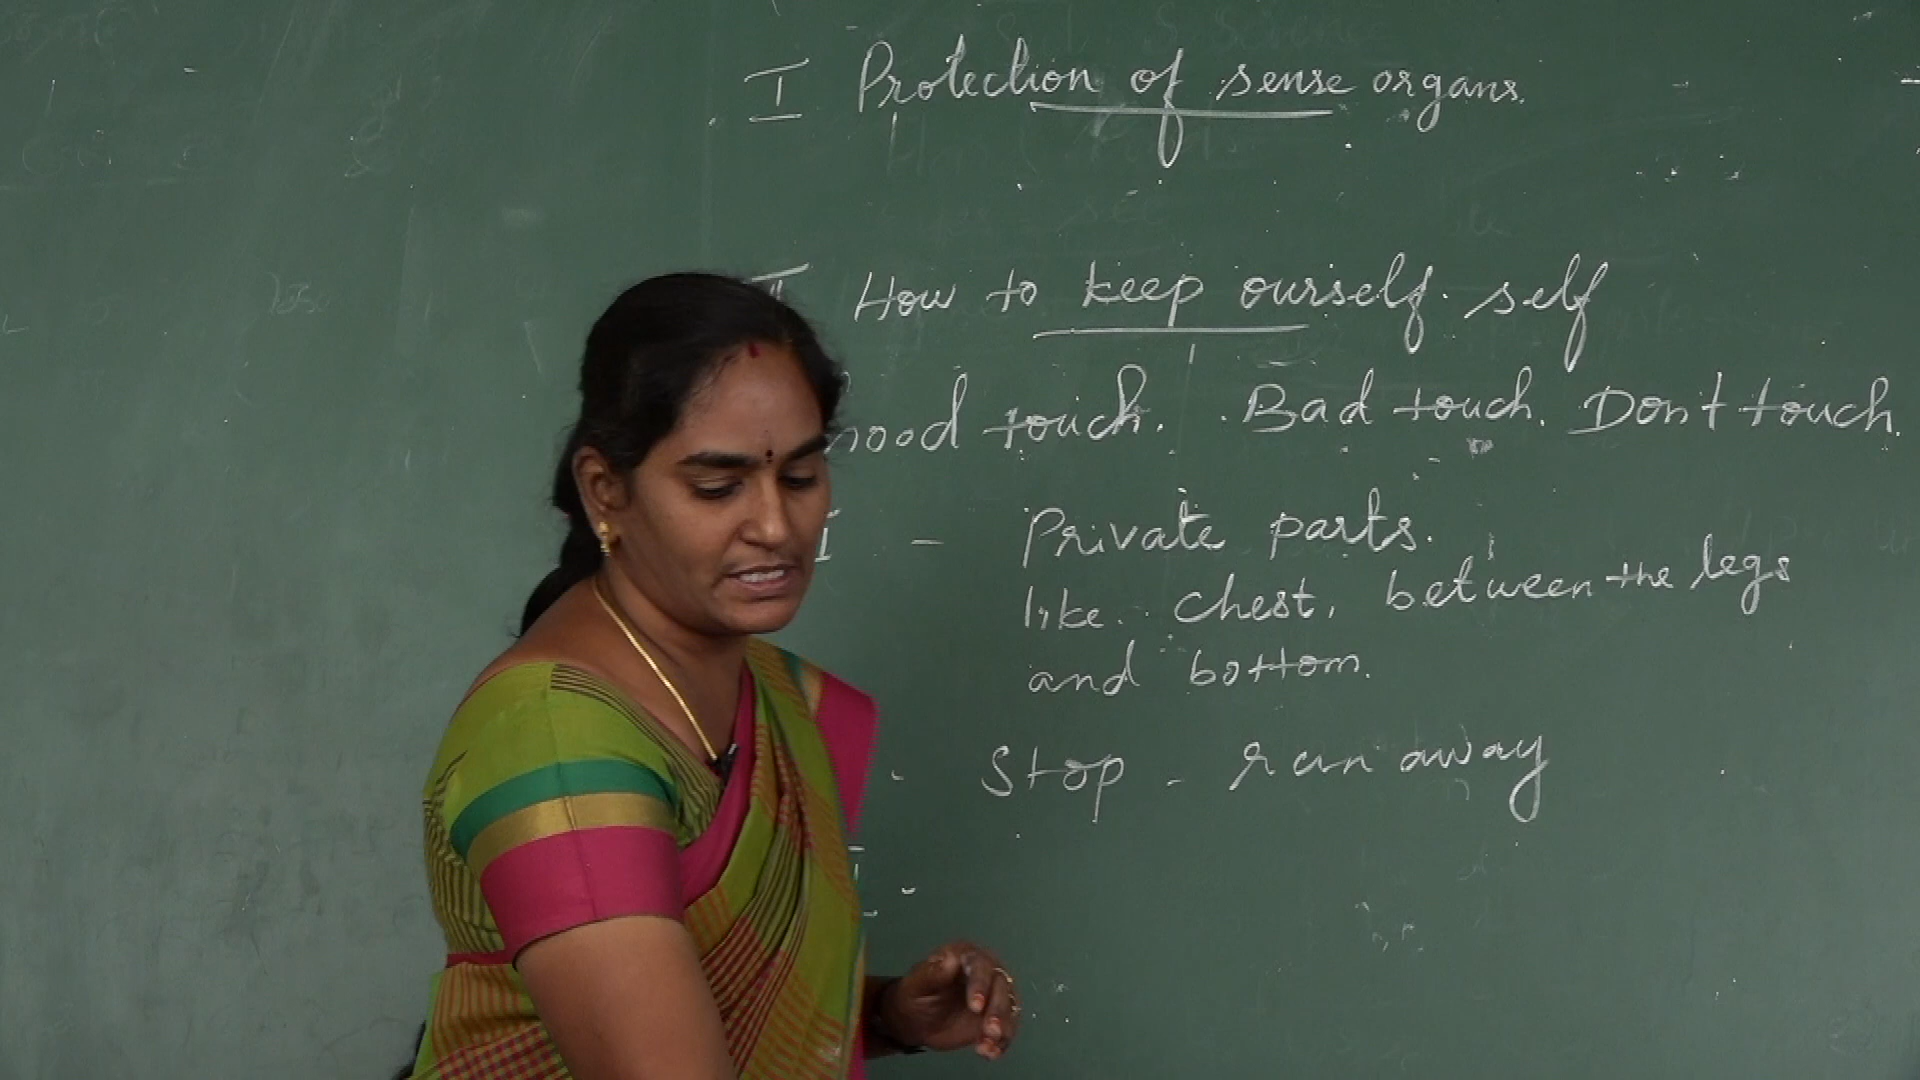 I Protection of sense organs.
II How to keep ourself. self
Good touch. Bad touch. Don't touch.
I - Private parts.
like. chest, between the legs
and bottom.
- Stop - run away
I -